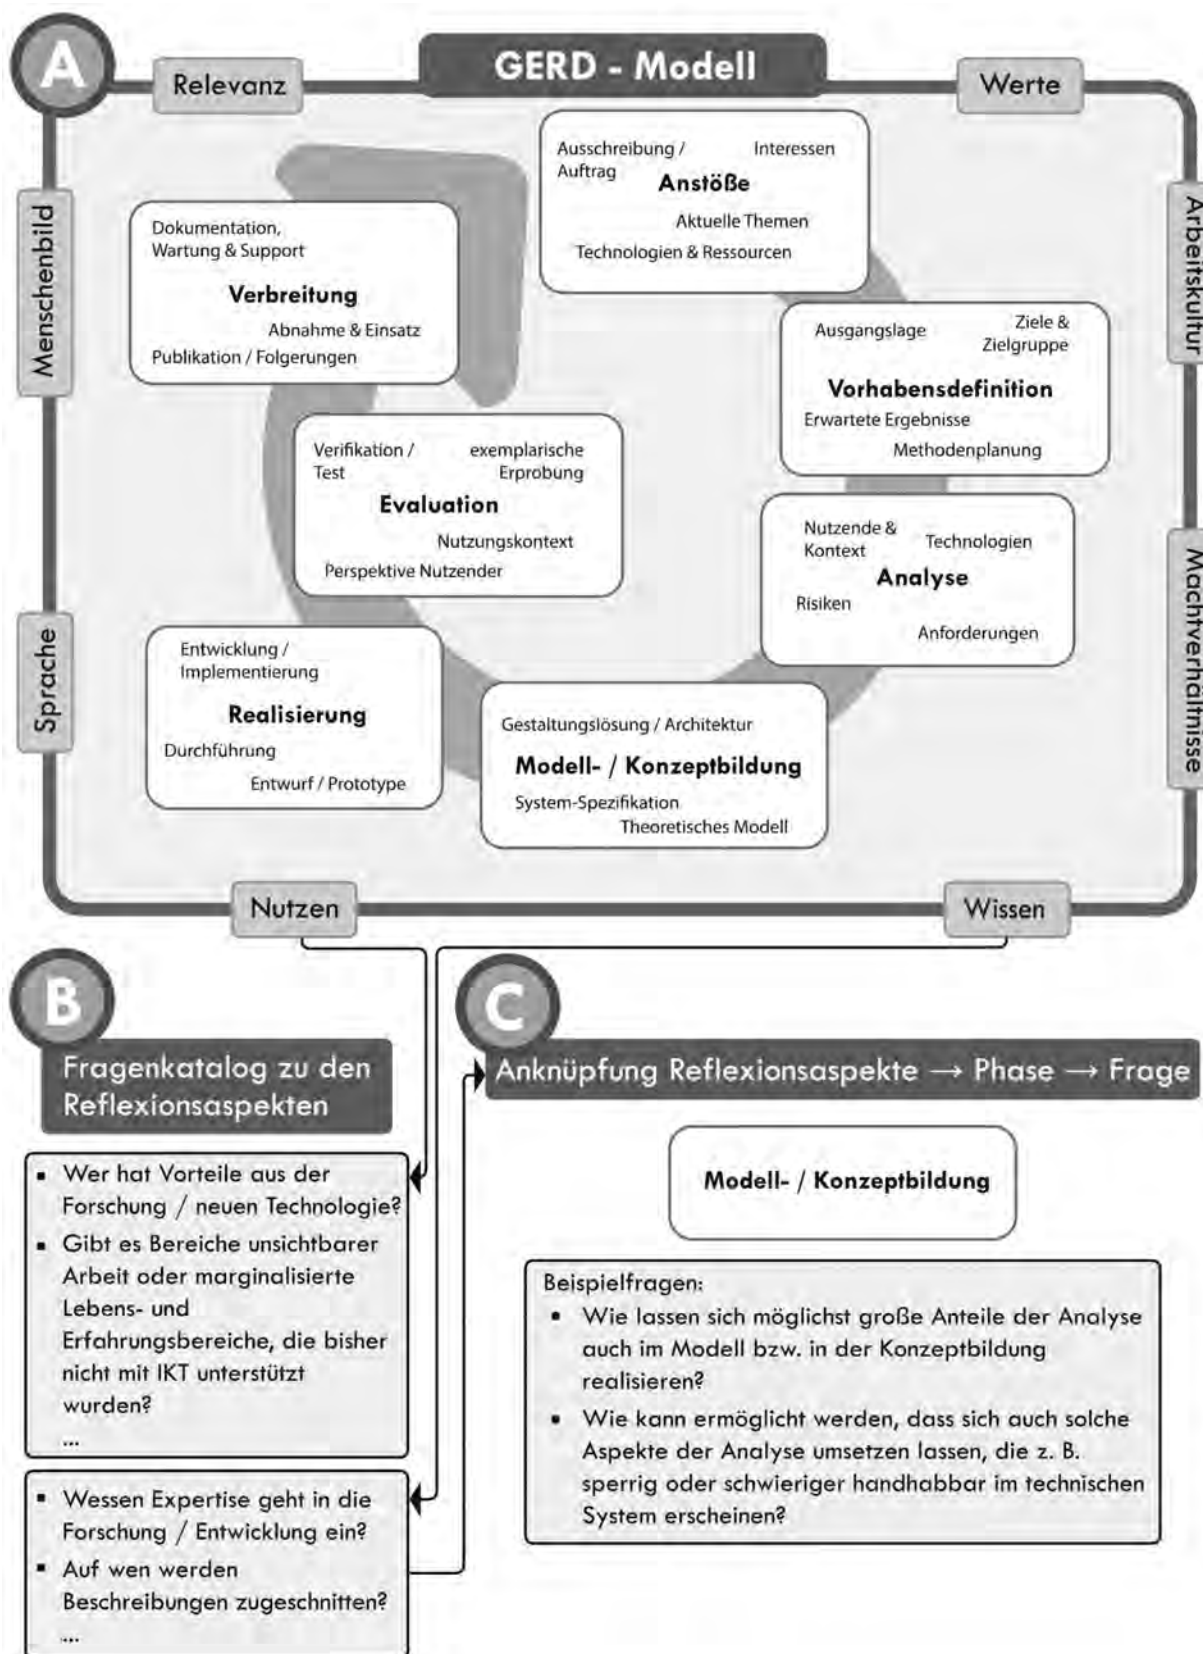 A
GERD - Modell
Relevanz
Werte
Menschenbild
Sprache
Arbeitskultur
Machtverhältnisse
Nutzen
Wissen
Ausschreibung /
Auftrag
Interessen
Anstöße
Aktuelle Themen
Technologien & Ressourcen
Ausgangslage
Ziele &
Zielgruppe
Vorhabensdefinition
Erwartete Ergebnisse
Methodenplanung
Nutzende &
Kontext
Technologien
Analyse
Risiken
Anforderungen
Gestaltungslösung / Architektur
Modell- / Konzeptbildung
System-Spezifikation
Theoretisches Modell
Entwicklung /
Implementierung
Realisierung
Durchführung
Entwurf / Prototype
Verifikation /
Test
exemplarische
Erprobung
Evaluation
Nutzungskontext
Perspektive Nutzender
Dokumentation,
Wartung & Support
Verbreitung
Abnahme & Einsatz
Publikation / Folgerungen
B
Fragenkatalog zu den
Reflexionsaspekten
▪ Wer hat Vorteile aus der
Forschung / neuen Technologie?
▪ Gibt es Bereiche unsichtbarer
Arbeit oder marginalisierte
Lebens- und
Erfahrungsbereiche, die bisher
nicht mit IKT unterstützt
wurden?
...
▪ Wessen Expertise geht in die
Forschung / Entwicklung ein?
▪ Auf wen werden
Beschreibungen zugeschnitten?
...
C
Anknüpfung Reflexionsaspekte → Phase → Frage
Modell- / Konzeptbildung
Beispielfragen:
• Wie lassen sich möglichst große Anteile der Analyse
auch im Modell bzw. in der Konzeptbildung
realisieren?
• Wie kann ermöglicht werden, dass sich auch solche
Aspekte der Analyse umsetzen lassen, die z. B.
sperrig oder schwieriger handhabbar im technischen
System erscheinen?